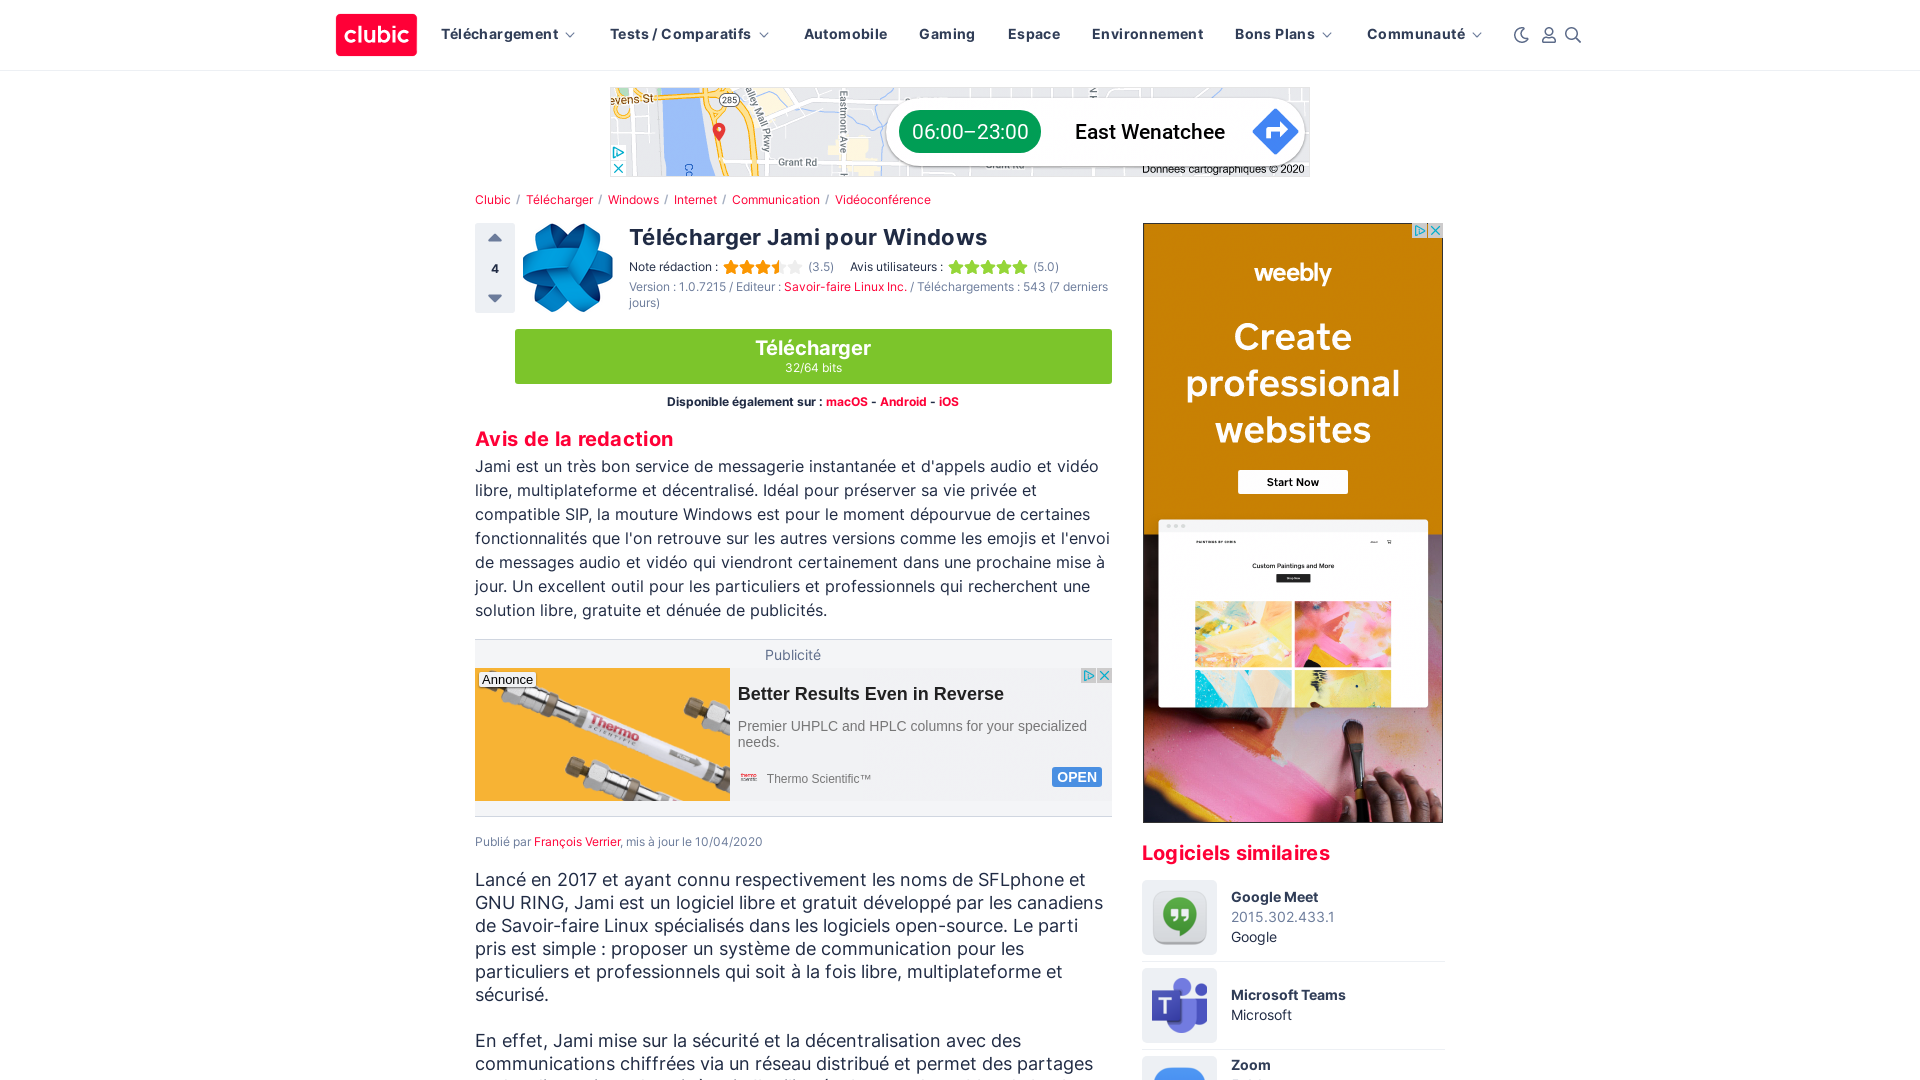 clubic
Téléchargement
Tests / Comparatifs
Automobile
Gaming
Espace
Environnement
Bons Plans
Communauté
285
Grant Rd
06:00–23:00
East Wenatchee
Données cartographiques © 2020
Clubic / Télécharger / Windows / Internet / Communication / Vidéoconférence
4
Télécharger Jami pour Windows
Note rédaction : (3.5) Avis utilisateurs : (5.0)
Version : 1.0.7215 / Editeur : Savoir-faire Linux Inc. / Téléchargements : 543 (7 derniers
jours)
Télécharger
32/64 bits
Disponible également sur : macOS - Android - iOS
Avis de la redaction
Jami est un très bon service de messagerie instantanée et d'appels audio et vidéo
libre, multiplateforme et décentralisé. Idéal pour préserver sa vie privée et
compatible SIP, la mouture Windows est pour le moment dépourvue de certaines
fonctionnalités que l'on retrouve sur les autres versions comme les emojis et l'envoi
de messages audio et vidéo qui viendront certainement dans une prochaine mise à
jour. Un excellent outil pour les particuliers et professionnels qui recherchent une
solution libre, gratuite et dénuée de publicités.
Publicité
Annonce
Thermo
SCIENTIFIC
Better Results Even in Reverse
Premier UHPLC and HPLC columns for your specialized
needs.
Thermo Scientific™
OPEN
Publié par François Verrier, mis à jour le 10/04/2020
Lancé en 2017 et ayant connu respectivement les noms de SFLphone et
GNU RING, Jami est un logiciel libre et gratuit développé par les canadiens
de Savoir-faire Linux spécialisés dans les logiciels open-source. Le parti
pris est simple : proposer un système de communication pour les
particuliers et professionnels qui soit à la fois libre, multiplateforme et
sécurisé.
En effet, Jami mise sur la sécurité et la décentralisation avec des
communications chiffrées via un réseau distribué et permet des partages
weebly
Create
professional
websites
Start Now
PAINTINGS BY CHRIS
Custom Paintings and More
Shop Now
Logiciels similaires
Google Meet
2015.302.433.1
Google
Microsoft Teams
Microsoft
Zoom